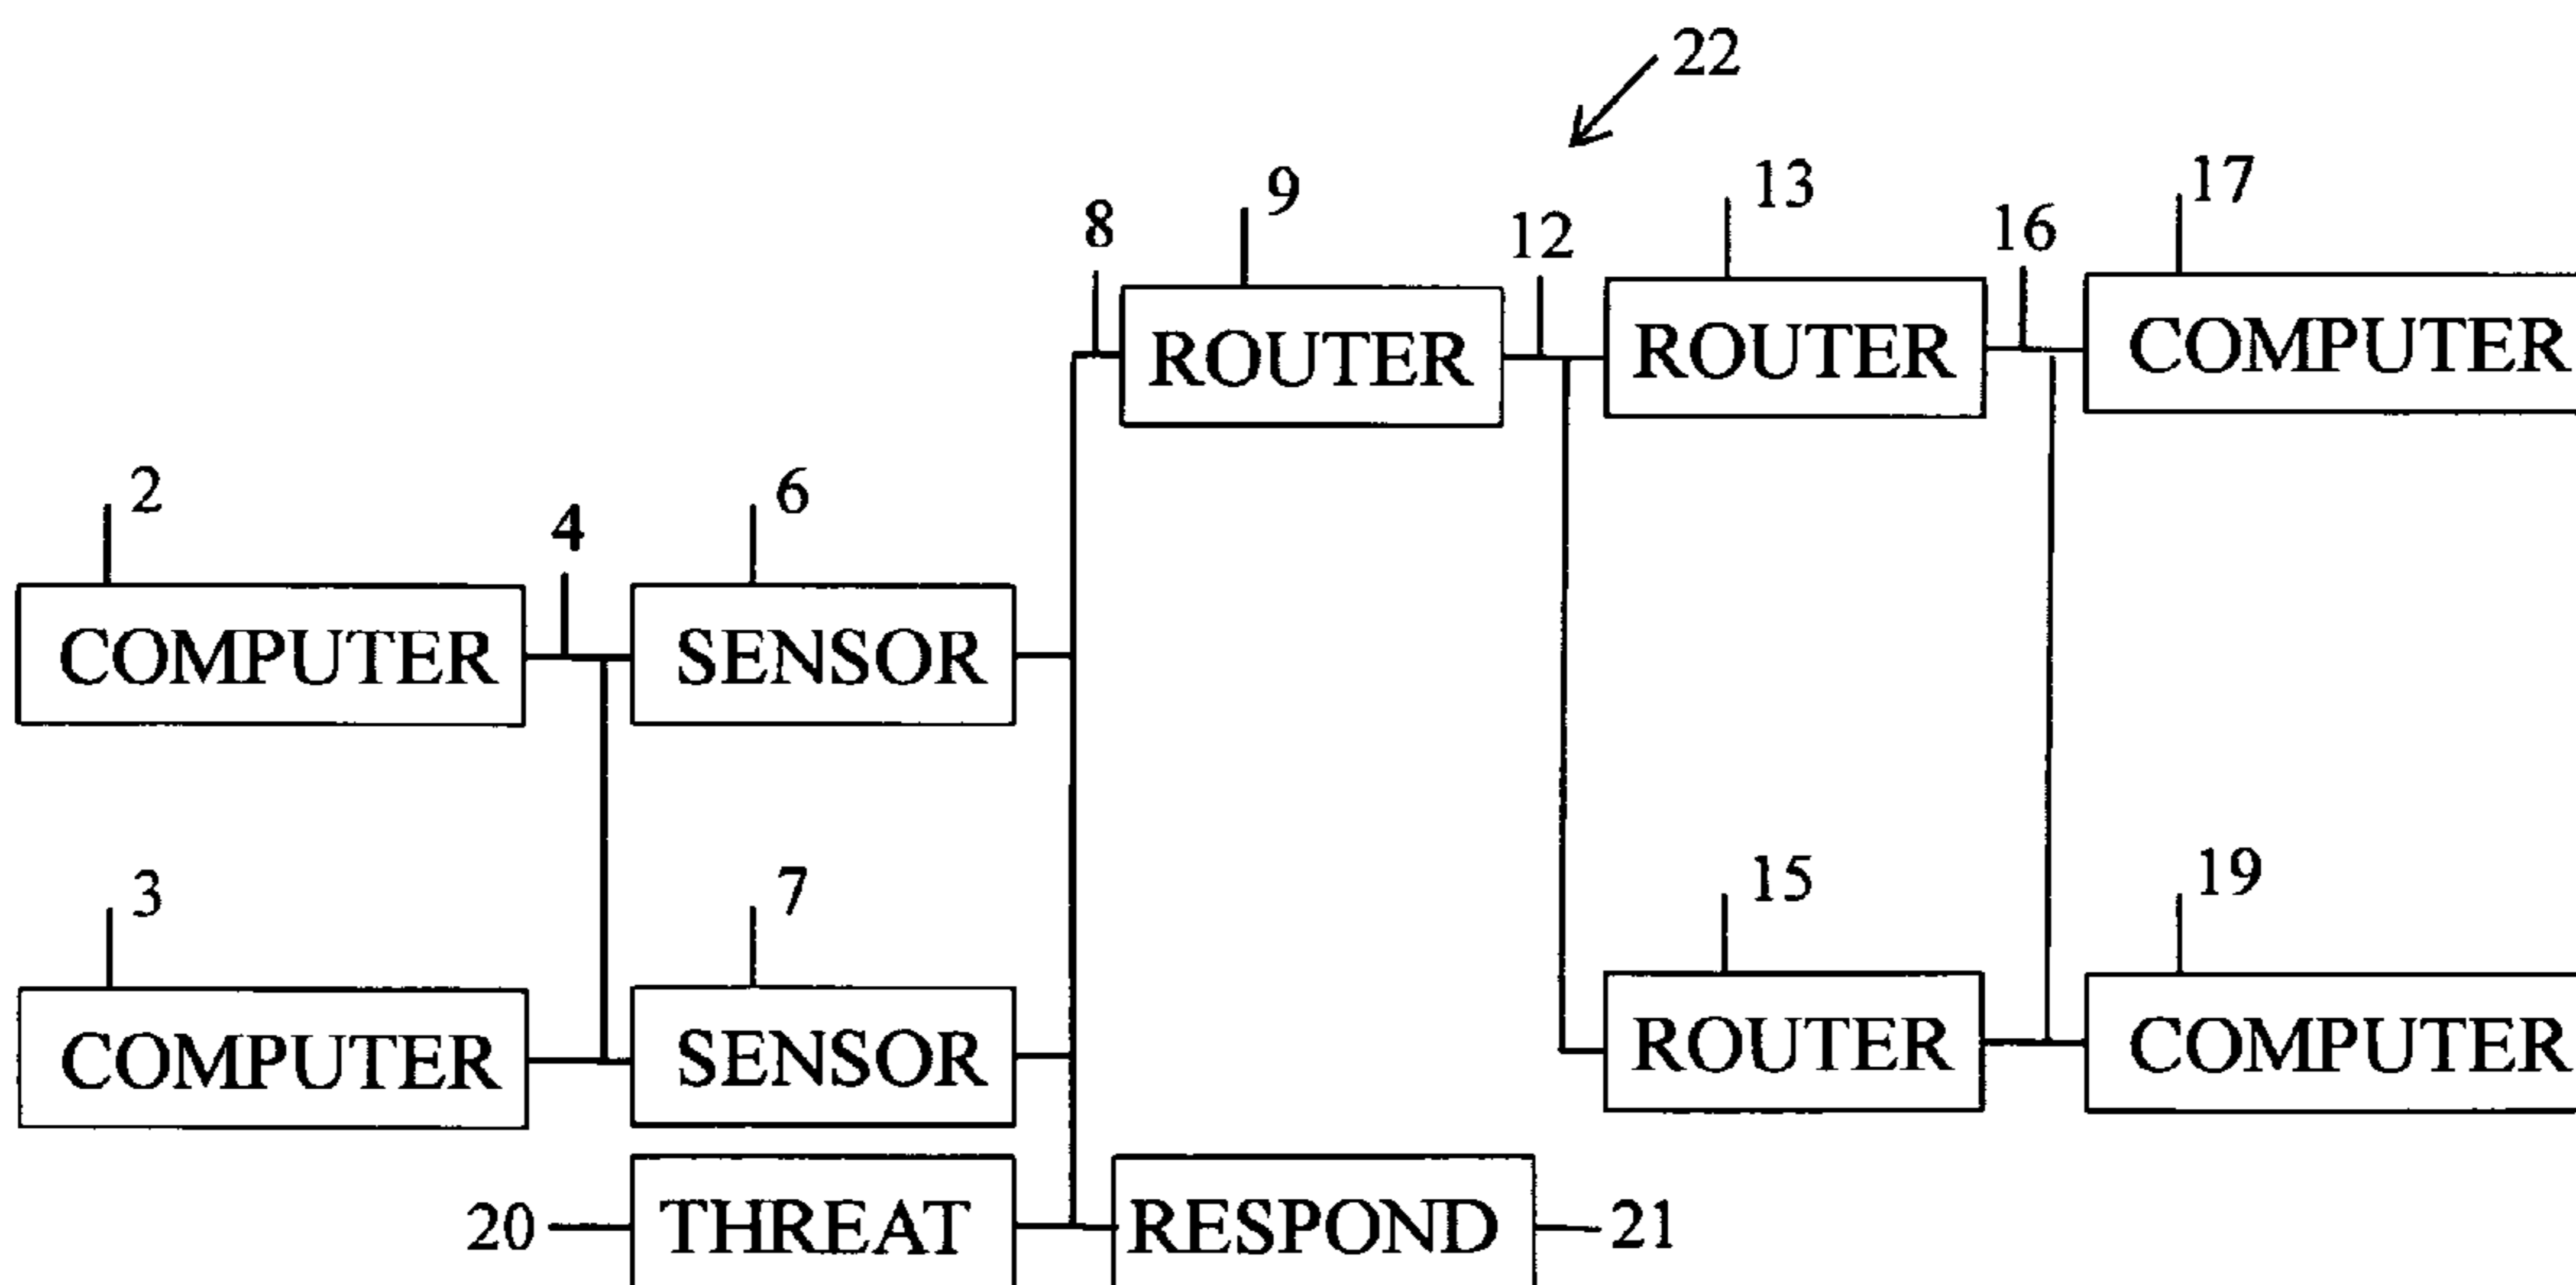 22
8 9 12 13 16 17
ROUTER ROUTER COMPUTER
2 4 6
COMPUTER SENSOR
3 7 15 19
COMPUTER SENSOR ROUTER COMPUTER
20 THREAT RESPOND 21